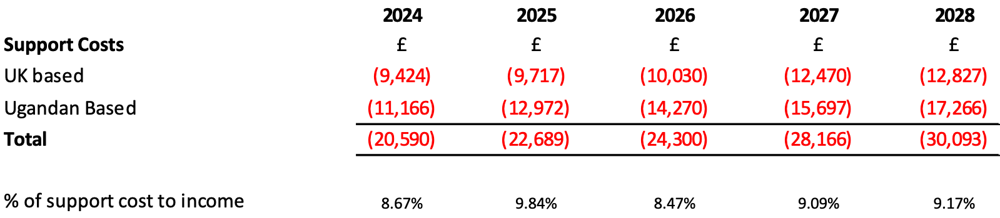 2024 2025 2026 2027 2028
Support Costs £ £ £ £ £
UK based (9,424) (9,717) (10,030) (12,470) (12,827)
Ugandan Based (11,166) (12,972) (14,270) (15,697) (17,266)
Total (20,590) (22,689) (24,300) (28,166) (30,093)
% of support cost to income 8.67% 9.84% 8.47% 9.09% 9.17%